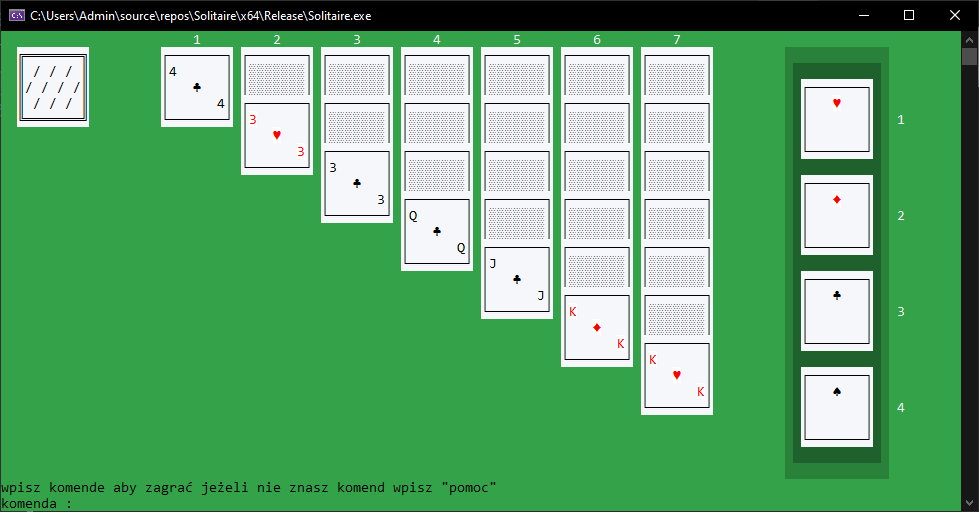 C:\Users\Admin\source\repos\Solitaire\x64\Release\Solitaire.exe
1 2 3 4 5 6 7
/ / /
/ / / /
/ / /
4
♣
4
3
♥
3
3
♣
3
Q
♣
Q
J
♣
J
K
♦
K
K
♥
K
♥
1
♦
2
♣
3
♠
4
wpisz komende aby zagrać jeżeli nie znasz komend wpisz "pomoc"
komenda :